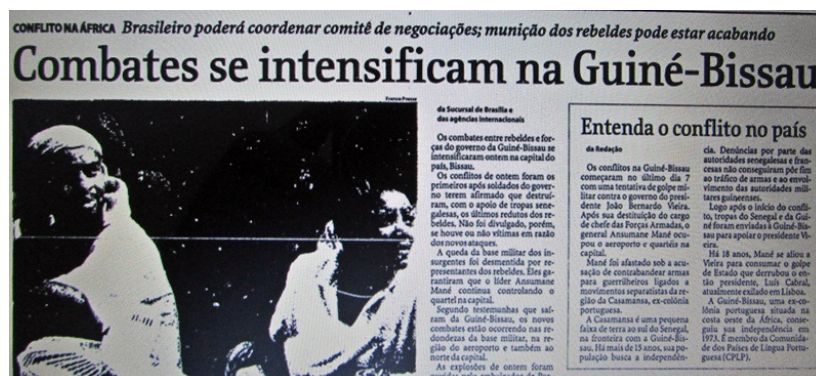 CONFLITO NA ÁFRICA Brasileiro poderá coordenar comitê de negociações; munição dos rebeldes pode estar acabando
Combates se intensificam na Guiné-Bissau
France Presse
da Sucursal de Brasília e
das agências internacionais
Os combates entre rebeldes e for-
ças do governo da Guiné-Bissau se
intensificaram ontem na capital do
país, Bissau.
Os conflitos de ontem foram os
primeiros após soldados do gover-
no terem afirmado que destruí-
ram, com o apoio de tropas sene-
galesas, os últimos redutos dos re-
beldes. Não foi divulgado, porém,
se houve ou não vítimas em razão
dos novos ataques.
A queda da base militar dos in-
surgentes foi desmentida por re-
presentantes dos rebeldes. Eles ga-
rantiram que o líder Ansumane
Mané continua controlando o
quartel na capital.
Segundo testemunhas que saí-
ram da Guiné-Bissau, os novos
combates estão ocorrendo nas re-
dondezas da base militar, na re-
gião do aeroporto e também ao
norte da capital.
As explosões de ontem foram
Entenda o conflito no país
da Redação
Os conflitos na Guiné-Bissau
começaram no último dia 7
com uma tentativa de golpe mi-
litar contra o governo do presi-
dente João Bernardo Vieira.
Após sua destituição do cargo
de chefe das Forças Armadas, o
general Ansumane Mané ocu-
pou o aeroporto e quartéis na
capital.
Mané foi afastado sob a acu-
sação de contrabandear armas
para guerrilheiros ligados a
movimentos separatistas da re-
gião da Casamansa, ex-colônia
portuguesa.
A Casamansa é uma pequena
faixa de terra ao sul do Senegal,
na fronteira com a Guiné-Bis-
sau. Há mais de 15 anos, sua po-
pulação busca a independên-
cia. Denúncias por parte das
autoridades senegalesas e fran-
cesas não conseguiram pôr fim
ao tráfico de armas e ao envol-
vimento das autoridades mili-
tares guineenses.
Logo após o início do confli-
to, tropas do Senegal e da Gui-
né foram enviadas à Guiné-Bis-
sau para apoiar o presidente Vi-
eira.
Há 18 anos, Mané se aliou a
Vieira para consumar o golpe
de Estado que derrubou o en-
tão presidente, Luís Cabral,
atualmente exilado em Lisboa.
A Guiné-Bissau, uma ex-co-
lônia portuguesa situada na
costa oeste da África, conse-
guiu sua independência em
1973. É membro da Comunida-
de dos Países de Língua Portu-
guesa (CPLP).